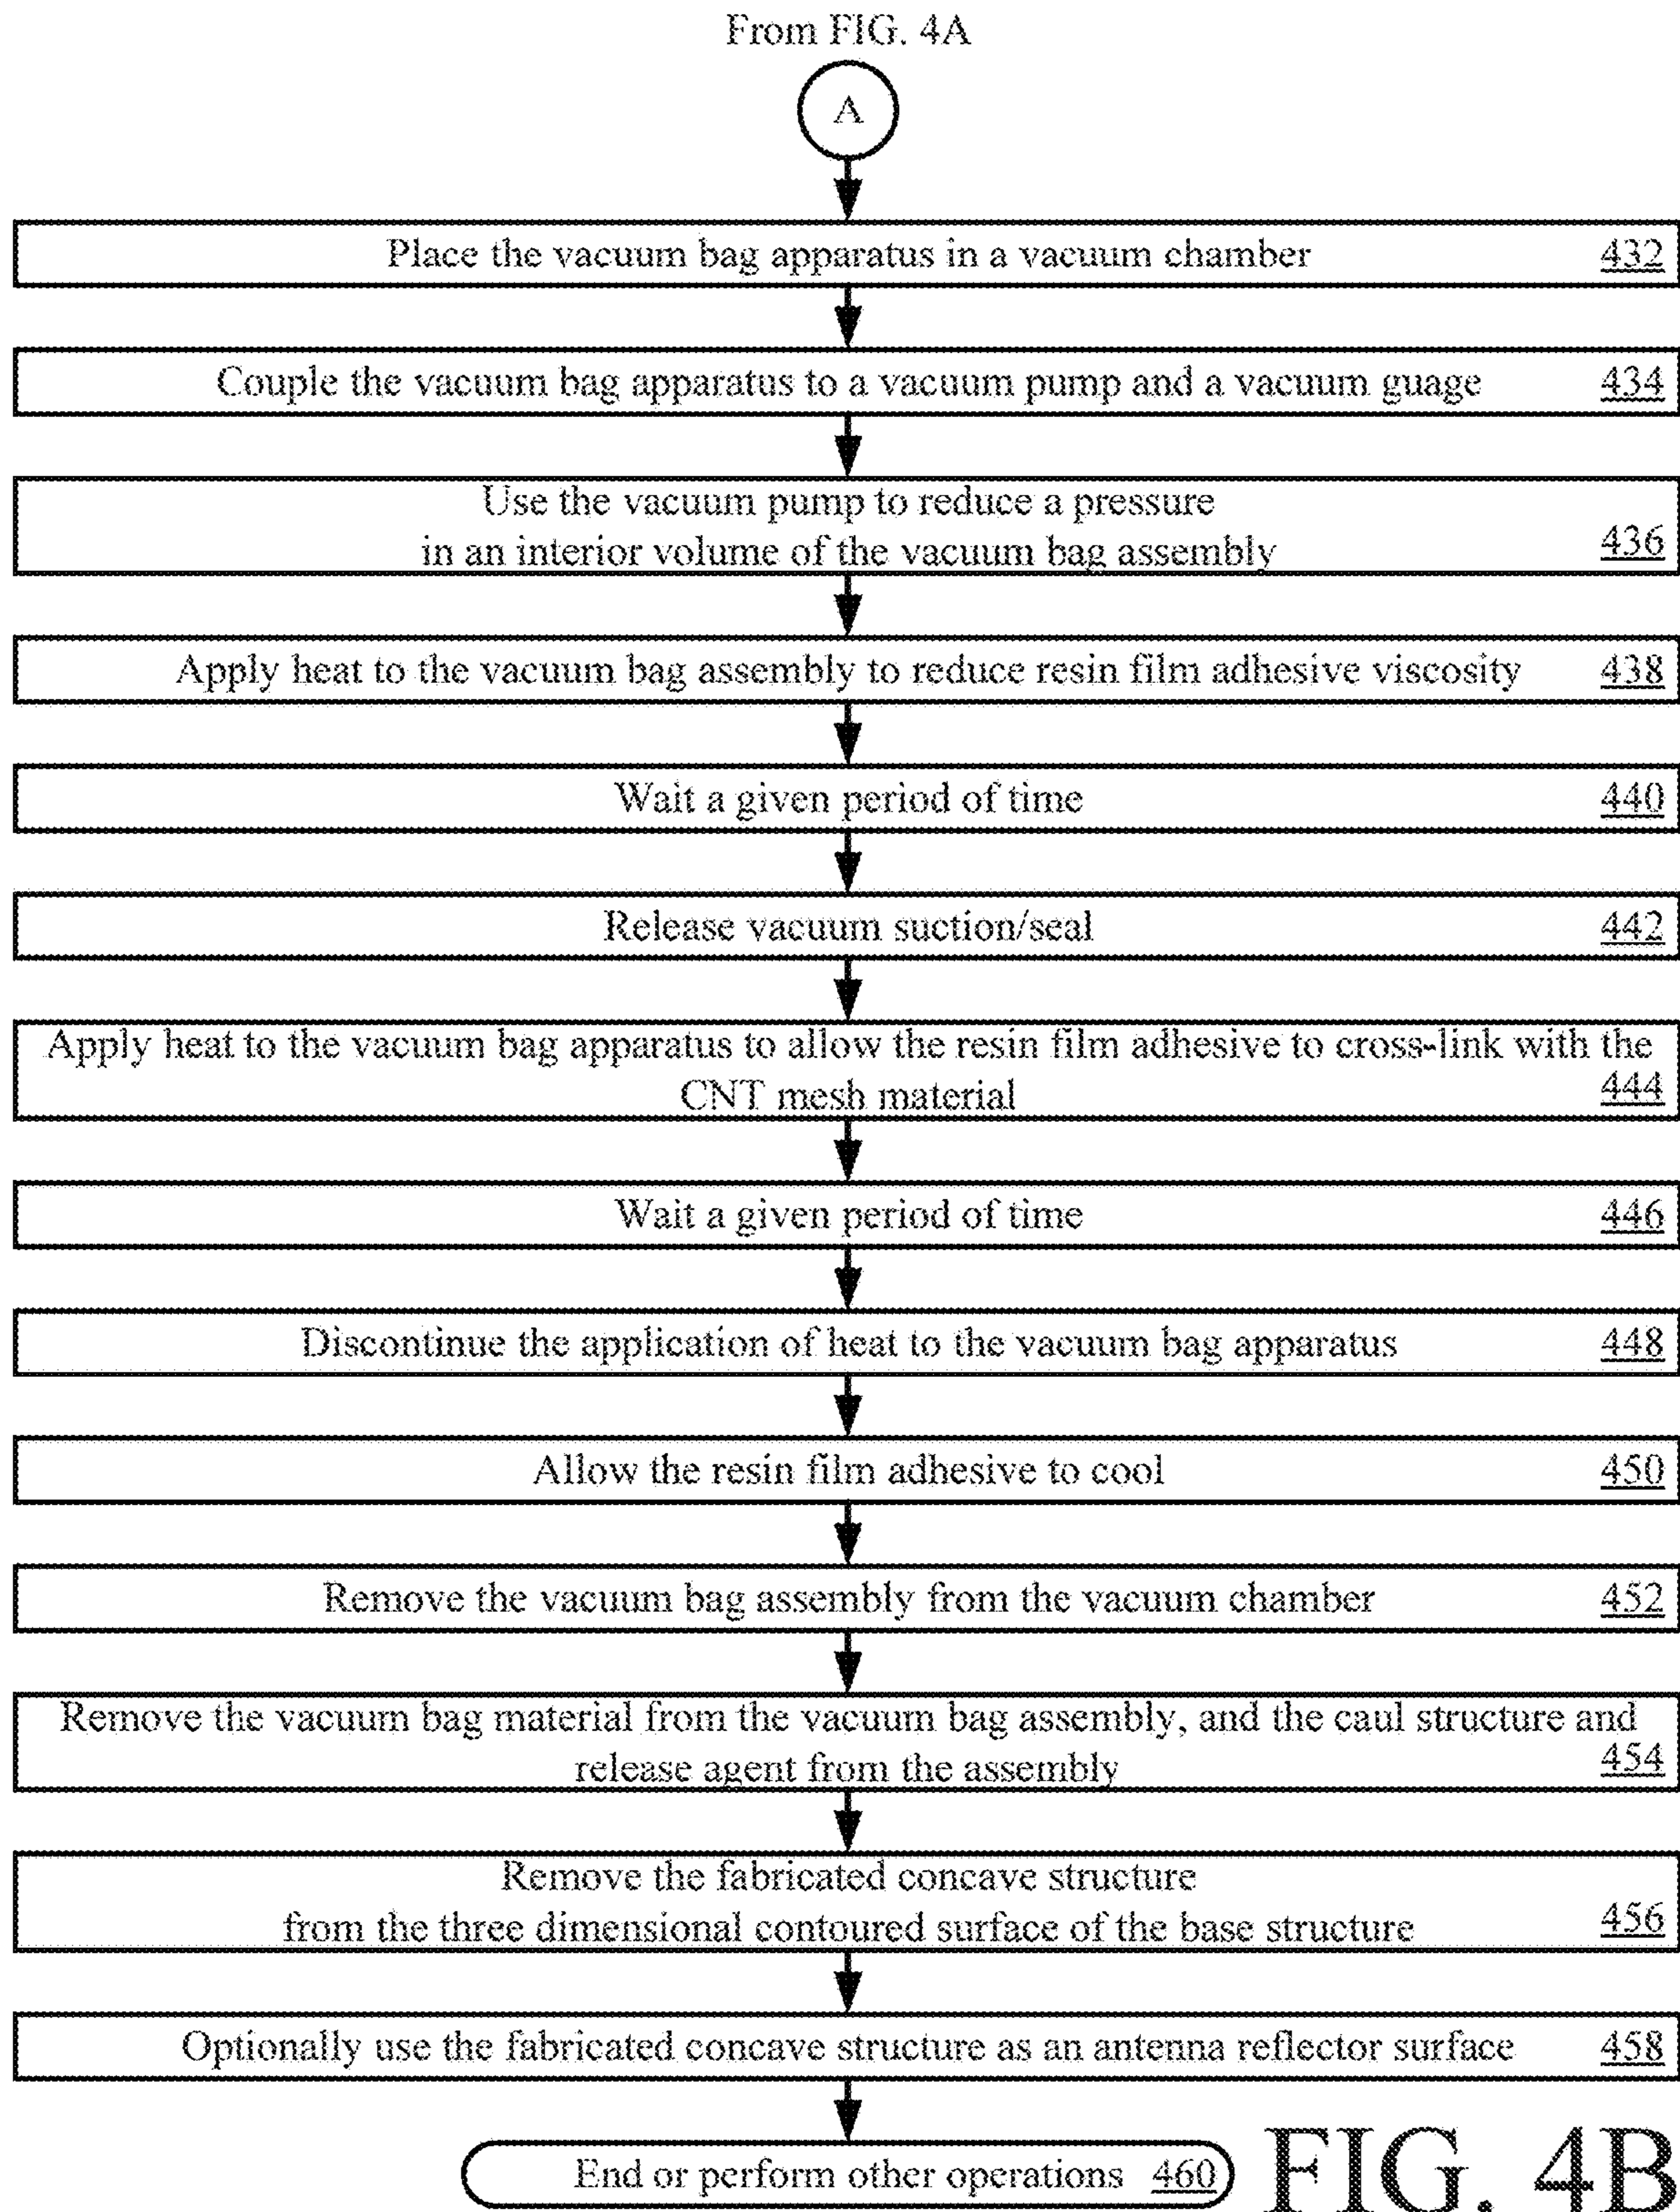 From FIG. 4A
A
Place the vacuum bag apparatus in a vacuum chamber 432
Couple the vacuum bag apparatus to a vacuum pump and a vacuum guage 434
Use the vacuum pump to reduce a pressure
in an interior volume of the vacuum bag assembly 436
Apply heat to the vacuum bag assembly to reduce resin film adhesive viscosity 438
Wait a given period of time 440
Release vacuum suction/seal 442
Apply heat to the vacuum bag apparatus to allow the resin film adhesive to cross-link with the
CNT mesh material 444
Wait a given period of time 446
Discontinue the application of heat to the vacuum bag apparatus 448
Allow the resin film adhesive to cool 450
Remove the vacuum bag assembly from the vacuum chamber 452
Remove the vacuum bag material from the vacuum bag assembly, and the caul structure and
release agent from the assembly 454
Remove the fabricated concave structure
from the three dimensional contoured surface of the base structure 456
Optionally use the fabricated concave structure as an antenna reflector surface 458
End or perform other operations 460
FIG. 4B